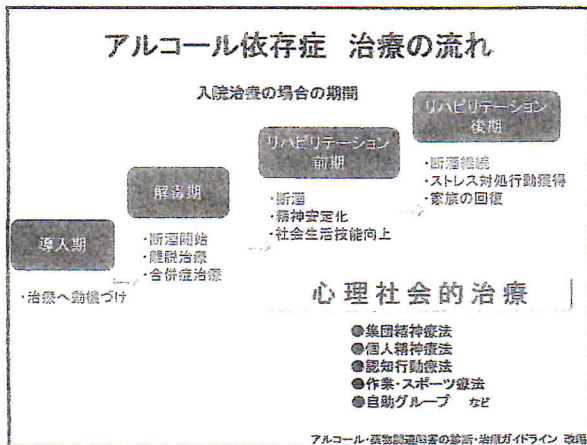 アルコール依存症 治療の流れ
入院治療の場合の期間
導入期
・治療へ動機づけ
解毒期
・断酒開始
・離脱治療
・合併症治療
リハビリテーション
前期
・断酒
・精神安定化
・社会生活技能向上
リハビリテーション
後期
・断酒継続
・ストレス対処行動獲得
・家族の回復
心理社会的治療
●集団精神療法
●個人精神療法
●認知行動療法
●作業・スポーツ療法
●自助グループ など
アルコール・薬物関連障害の診断・治療ガイドライン 改編